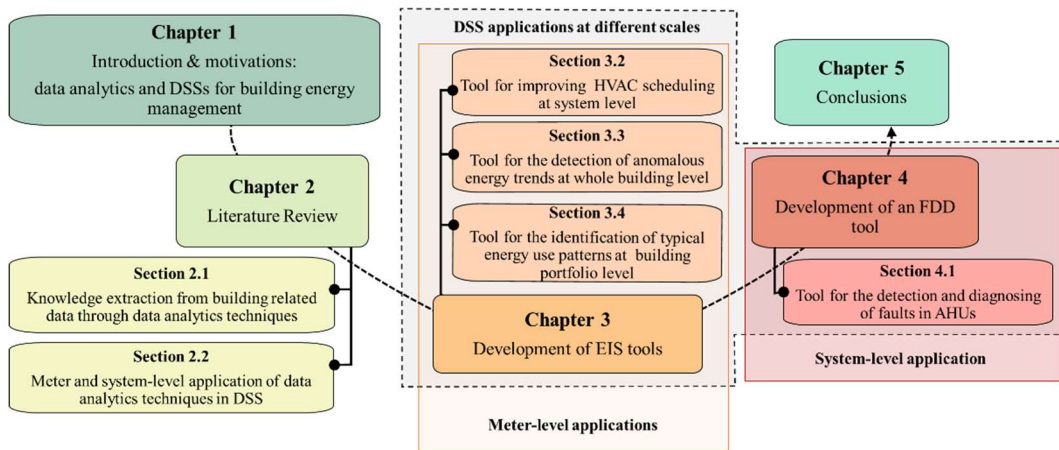 Chapter 1
Introduction & motivations:
data analytics and DSSs for building energy
management
Chapter 2
Literature Review
Section 2.1
Knowledge extraction from building related
data through data analytics techniques
Section 2.2
Meter and system-level application of data
analytics techniques in DSS
DSS applications at different scales
Section 3.2
Tool for improving HVAC scheduling
at system level
Section 3.3
Tool for the detection of anomalous
energy trends at whole building level
Section 3.4
Tool for the identification of typical
energy use patterns at building
portfolio level
Chapter 3
Development of EIS tools
Meter-level applications
Chapter 4
Development of an FDD
tool
Section 4.1
Tool for the detection and diagnosing
of faults in AHUs
System-level application
Chapter 5
Conclusions